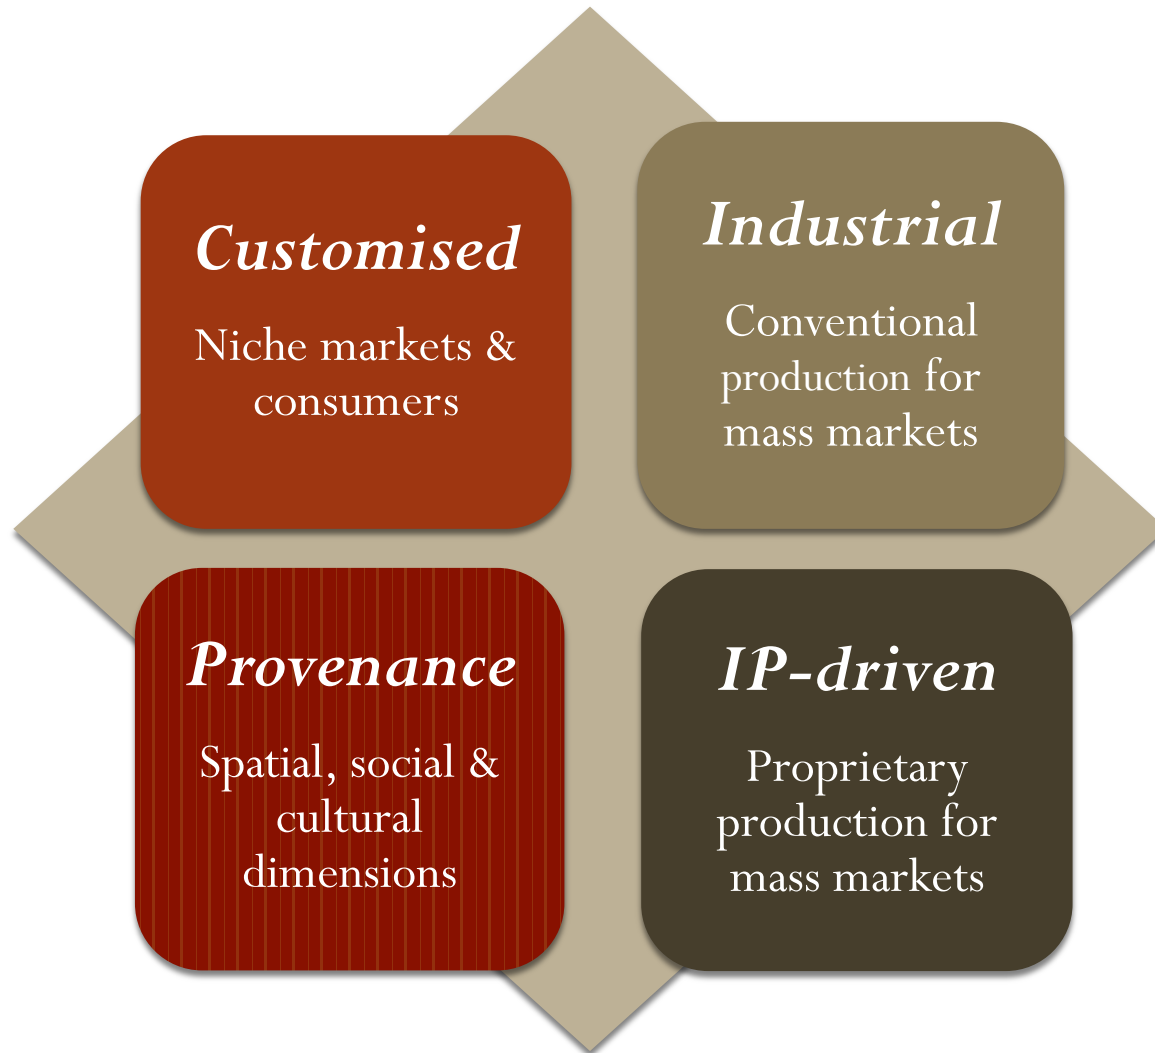 Customised
Niche markets &
consumers
Industrial
Conventional
production for
mass markets
Provenance
Spatial, social &
cultural
dimensions
IP-driven
Proprietary
production for
mass markets